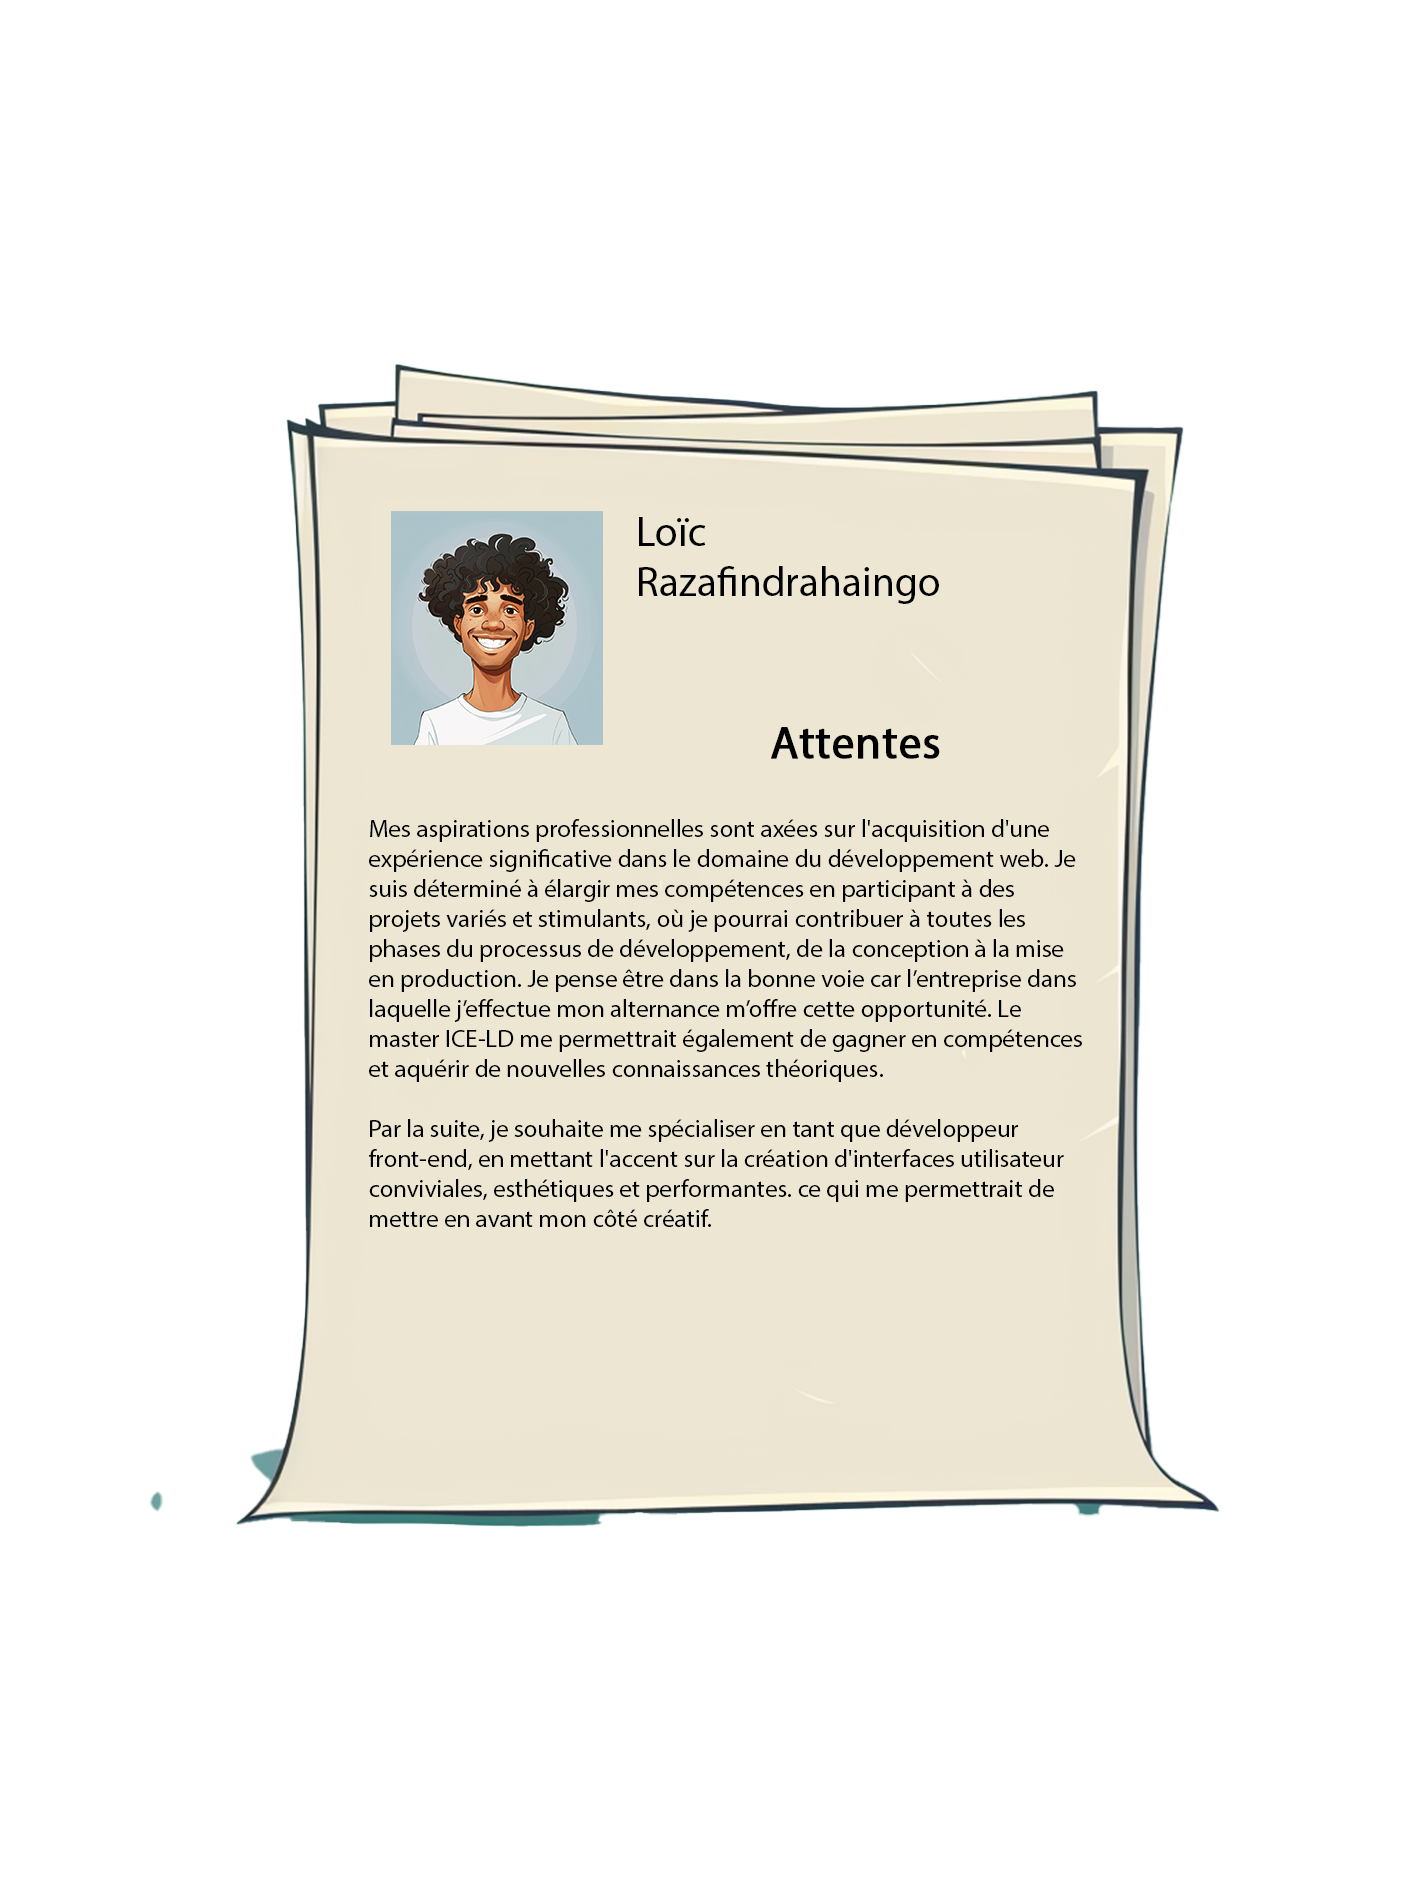 Loïc
Razafindrahaingo
Attentes
Mes aspirations professionnelles sont axées sur l'acquisition d'une
expérience significative dans le domaine du développement web. Je
suis déterminé à élargir mes compétences en participant à des
projets variés et stimulants, où je pourrai contribuer à toutes les
phases du processus de développement, de la conception à la mise
en production. Je pense être dans la bonne voie car l’entreprise dans
laquelle j’effectue mon alternance m’offre cette opportunité. Le
master ICE-LD me permettrait également de gagner en compétences
et aquérir de nouvelles connaissances théoriques.
Par la suite, je souhaite me spécialiser en tant que développeur
front-end, en mettant l'accent sur la création d'interfaces utilisateur
conviviales, esthétiques et performantes. ce qui me permettrait de
mettre en avant mon côté créatif.